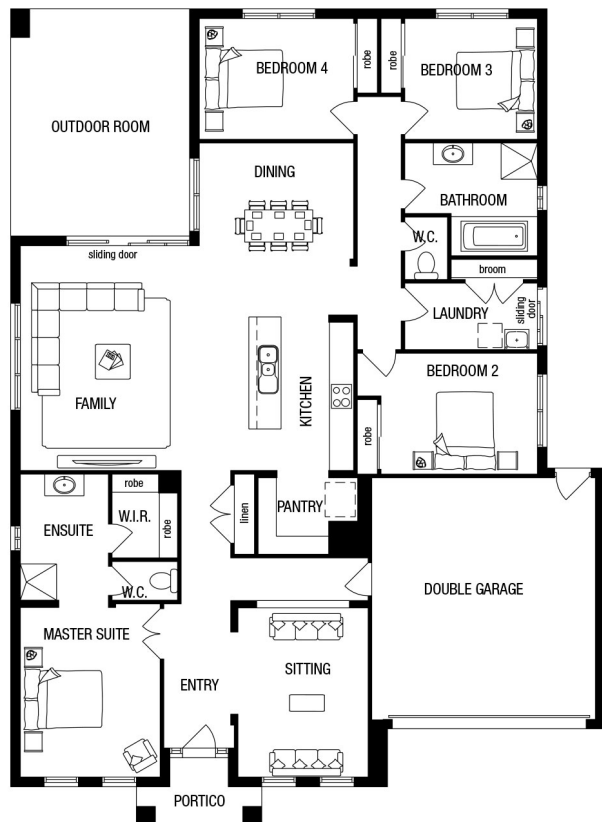 BEDROOM 4
robe
robe
BEDROOM 3
OUTDOOR ROOM
DINING
BATHROOM
W.C.
sliding door
broom
LAUNDRY
sliding
door
BEDROOM 2
FAMILY
KITCHEN
robe
robe
W.I.R.
robe
linen
PANTRY
ENSUITE
W.C.
DOUBLE GARAGE
MASTER SUITE
SITTING
ENTRY
PORTICO